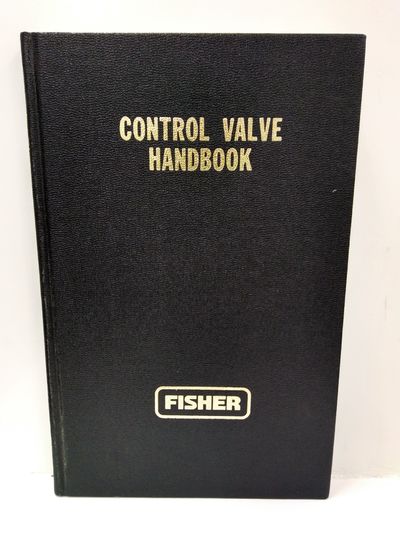 CONTROL VALVE
HANDBOOK
FISHER